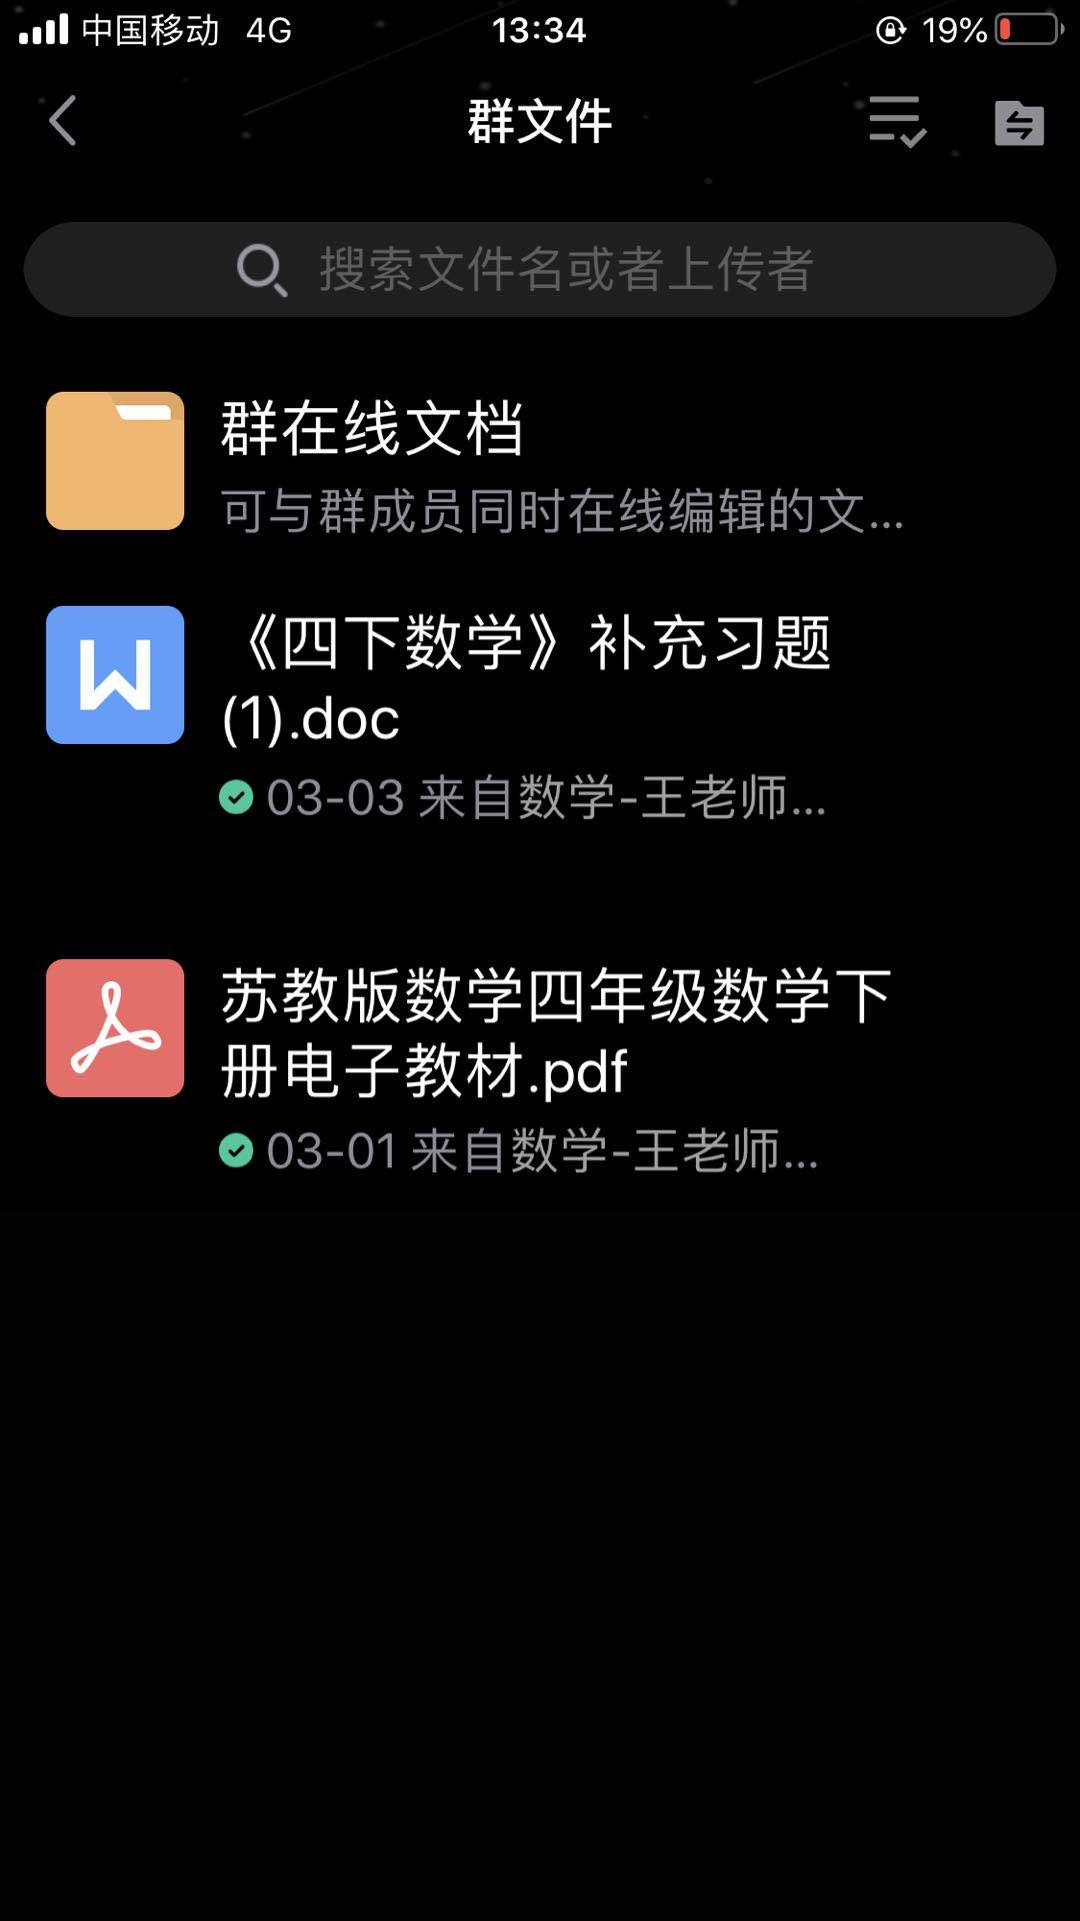 中国移动 4G 13:34 19%
群文件
搜索文件名或者上传者
群在线文档
可与群成员同时在线编辑的文...
《四下数学》补充习题
(1).doc
03-03 来自数学-王老师...
苏教版数学四年级数学下
册电子教材.pdf
03-01 来自数学-王老师...